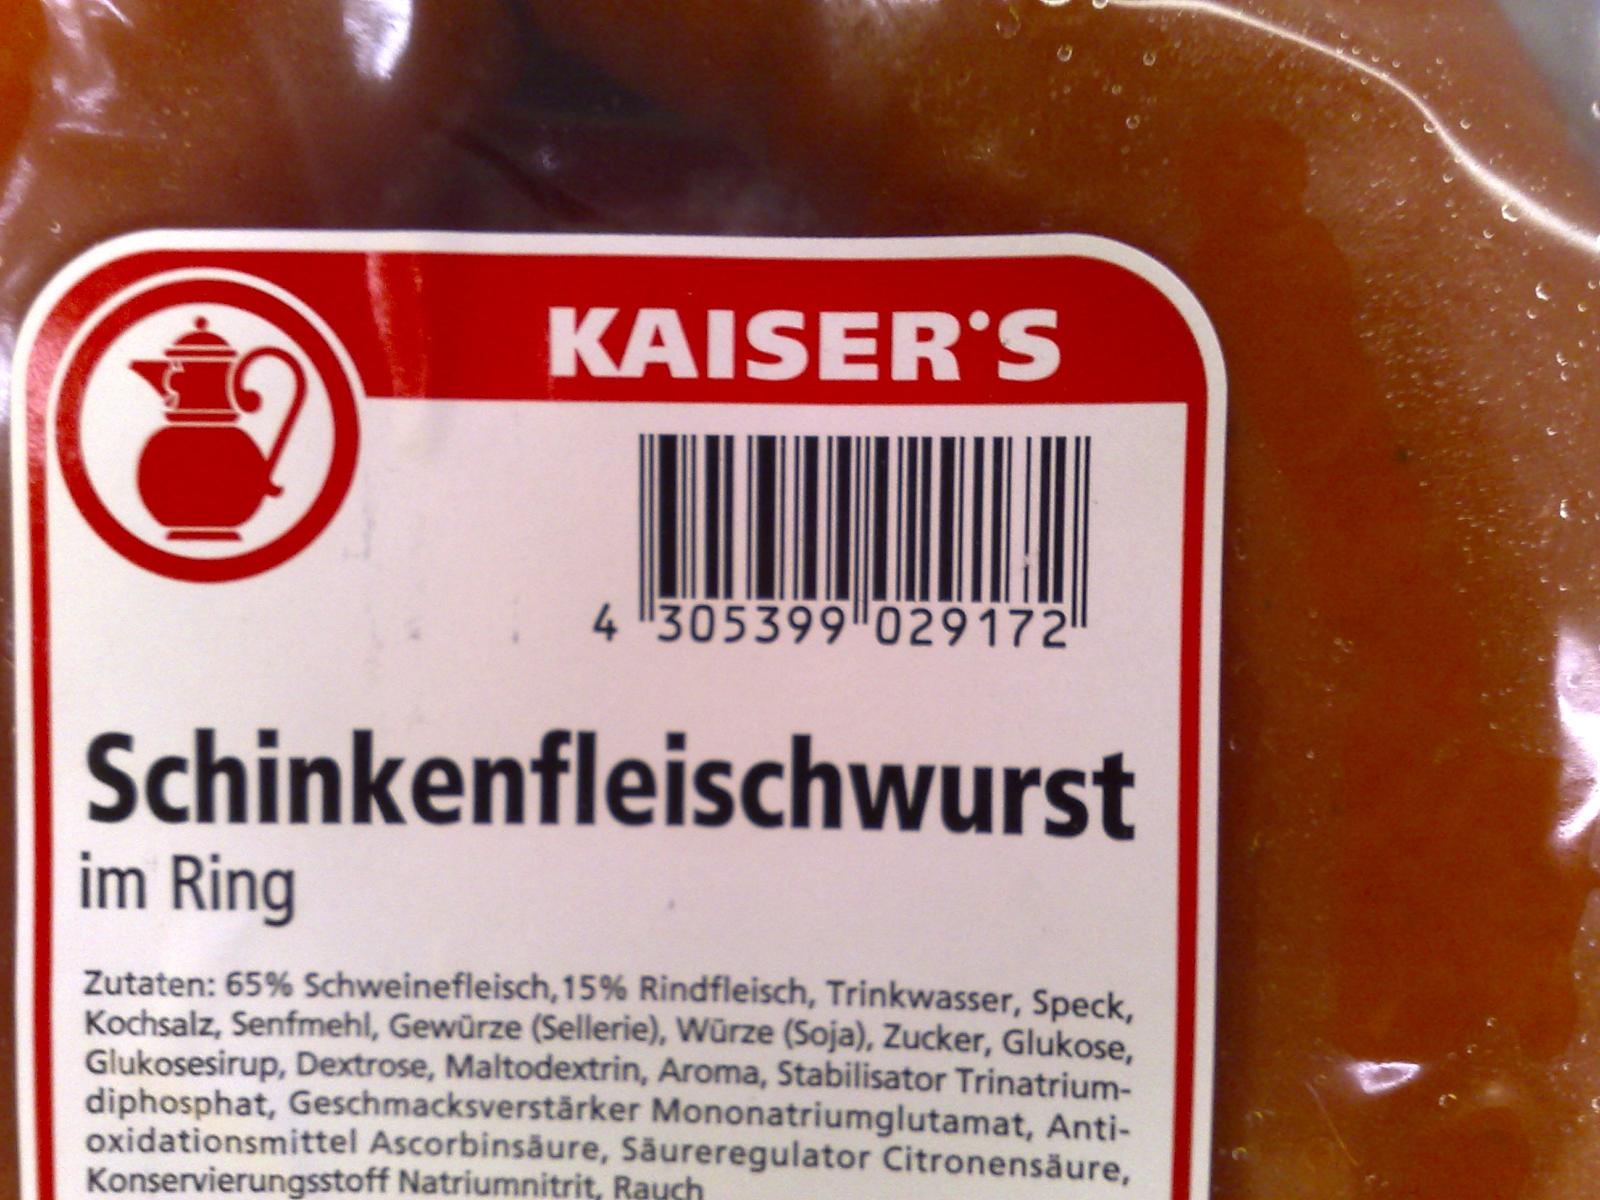 KAISER'S
4 305399 029172
Schinkenfleischwurst
im Ring
Zutaten: 65% Schweinefleisch,15% Rindfleisch, Trinkwasser, Speck,
Kochsalz, Senfmehl, Gewürze (Sellerie), Würze (Soja), Zucker, Glukose,
Glukosesirup, Dextrose, Maltodextrin, Aroma, Stabilisator Trinatrium-
diphosphat, Geschmacksverstärker Mononatriumglutamat, Anti-
oxidationsmittel Ascorbinsäure, Säureregulator Citronensäure,
Konservierungsstoff Natriumnitrit, Rauch